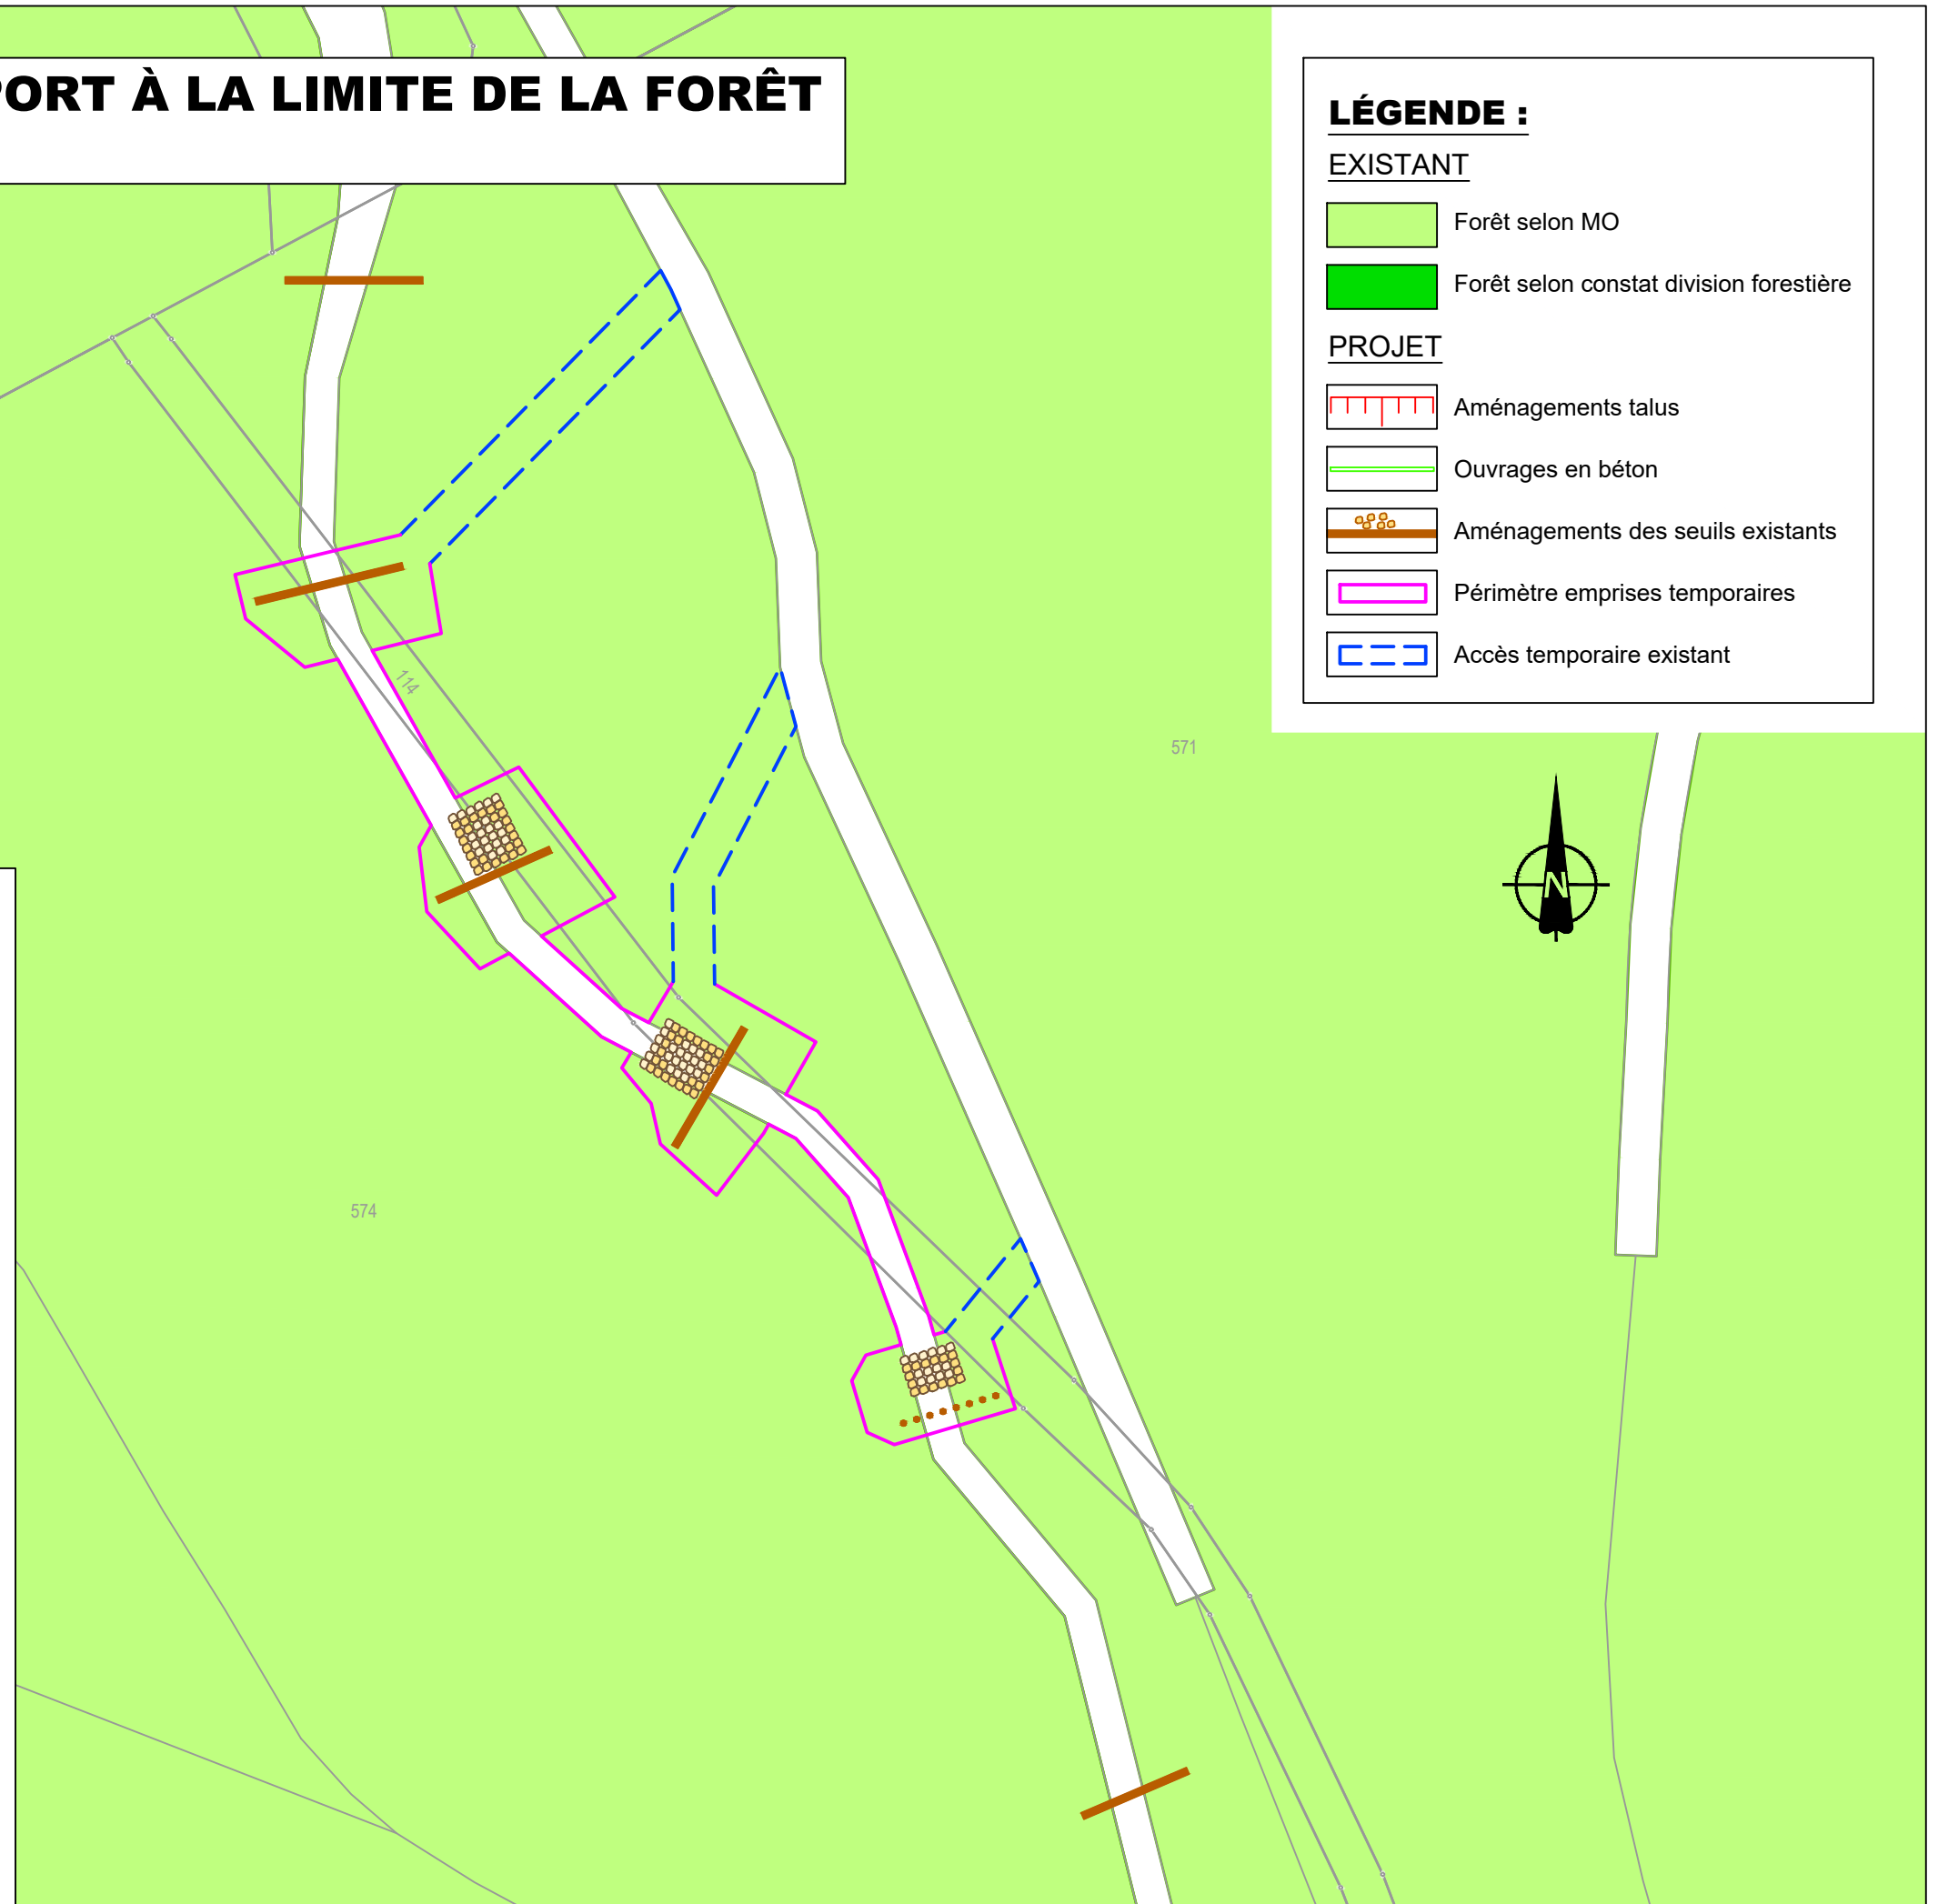 PORT À LA LIMITE DE LA FORÊT
LÉGENDE :
EXISTANT
Forêt selon MO
Forêt selon constat division forestière
PROJET
Aménagements talus
Ouvrages en béton
Aménagements des seuils existants
Périmètre emprises temporaires
Accès temporaire existant
114
571
N
574